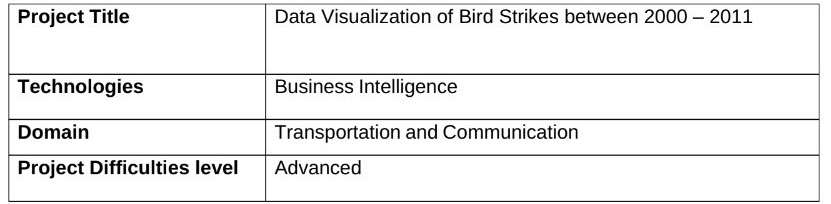 Project Title Data Visualization of Bird Strikes between 2000 – 2011
Technologies Business Intelligence
Domain Transportation and Communication
Project Difficulties level Advanced